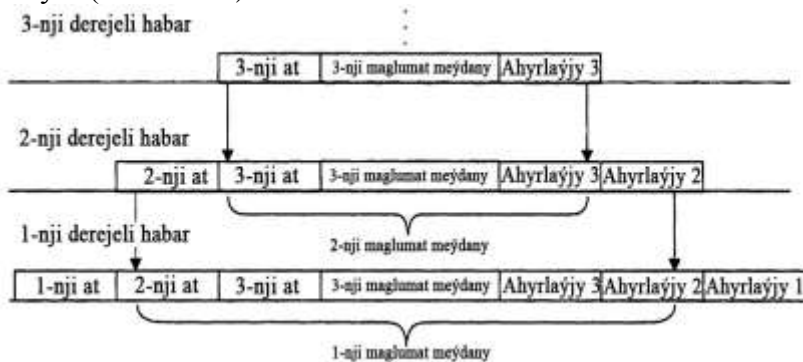 3-nji derejeli habar
3-nji at 3-nji maglumat meýdany Ahyrlaýjy 3
2-nji derejeli habar
2-nji at 3-nji at 3-nji maglumat meýdany Ahyrlaýjy 3 Ahyrlaýjy 2
2-nji maglumat meýdany
1-nji derejeli habar
1-nji at 2-nji at 3-nji at 3-nji maglumat meýdany Ahyrlaýjy 3 Ahyrlaýjy 2 Ahyrlaýjy 1
1-nji maglumat meýdany